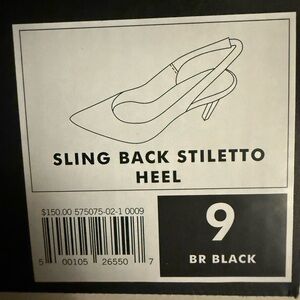 SLING BACK STILETTO
HEEL
$150.00 575075-02-1 0009
5 00105 26550 7
9
BR BLACK